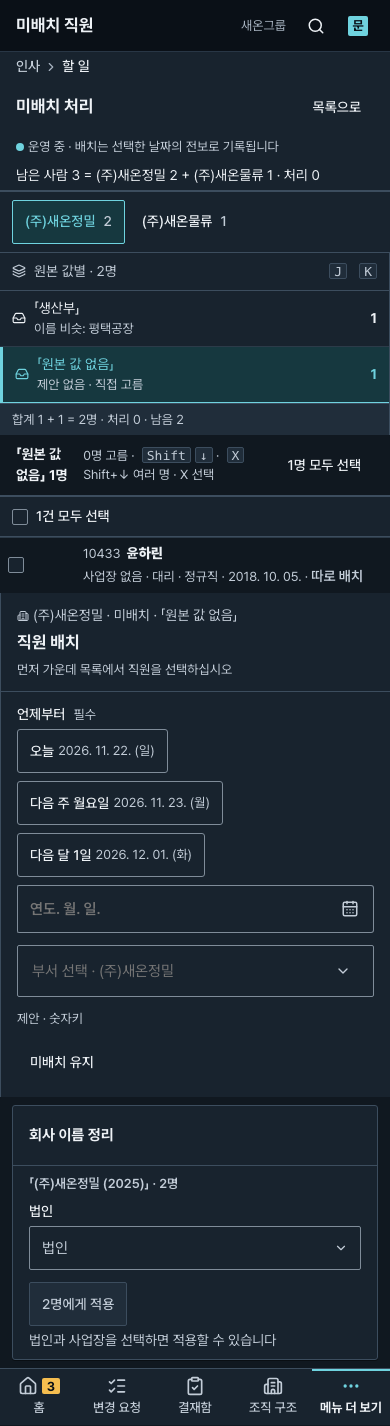 미배치 직원
새온그룹
문
인사 > 할 일
미배치 처리
목록으로
운영 중 · 배치는 선택한 날짜의 전보로 기록됩니다
남은 사람 3 = (주)새온정밀 2 + (주)새온물류 1 · 처리 0
(주)새온정밀 2
(주)새온물류 1
원본 값별 · 2명
J K
「생산부」
이름 비슷: 평택공장
1
「원본 값 없음」
제안 없음 · 직접 고름
1
합계 1 + 1 = 2명 · 처리 0 · 남음 2
「원본 값 없음」 1명
0명 고름 · Shift ↓ · X
Shift+↓ 여러 명 · X 선택
1명 모두 선택
1건 모두 선택
10433 윤하린
사업장 없음 · 대리 · 정규직 · 2018. 10. 05. · 따로 배치
(주)새온정밀 · 미배치 · 「원본 값 없음」
직원 배치
먼저 가운데 목록에서 직원을 선택하십시오
언제부터 필수
오늘 2026. 11. 22. (일)
다음 주 월요일 2026. 11. 23. (월)
다음 달 1일 2026. 12. 01. (화)
연도. 월. 일.
부서 선택 · (주)새온정밀
제안 · 숫자키
미배치 유지
회사 이름 정리
「(주)새온정밀 (2025)」 · 2명
법인
법인
2명에게 적용
법인과 사업장을 선택하면 적용할 수 있습니다
3
홈
변경 요청
결재함
조직 구조
메뉴 더 보기